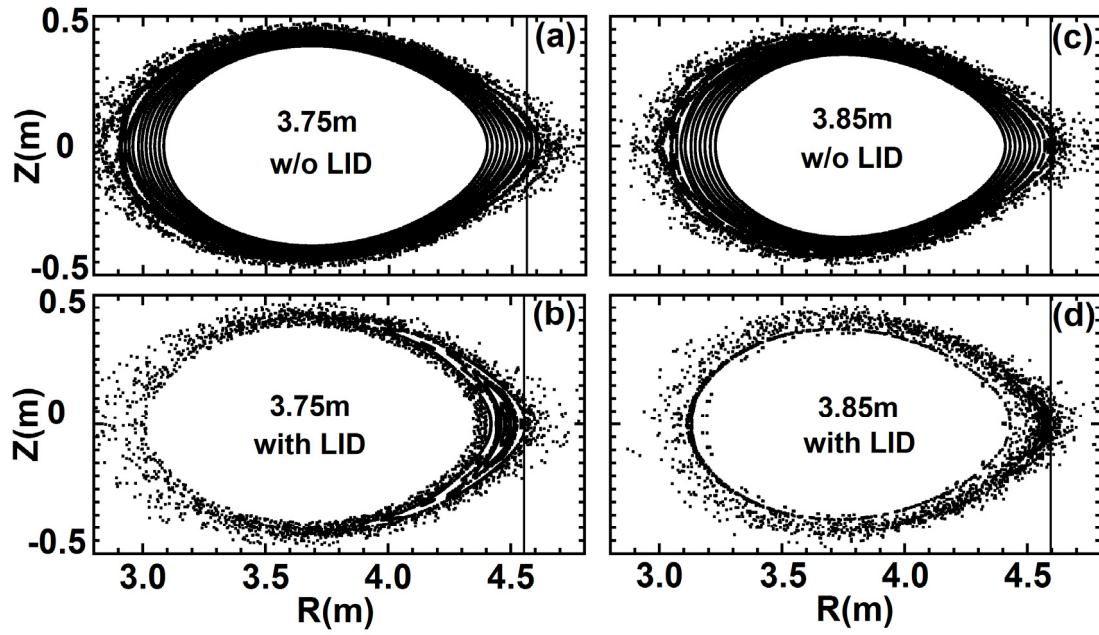 0.5
(a)
Z(m)
0
3.75m
w/o LID
-0.5
(c)
3.85m
w/o LID
0.5
(b)
Z(m)
0
3.75m
with LID
-0.5
3.0
3.5
4.0
4.5
R(m)
(d)
3.85m
with LID
3.0
3.5
4.0
4.5
R(m)